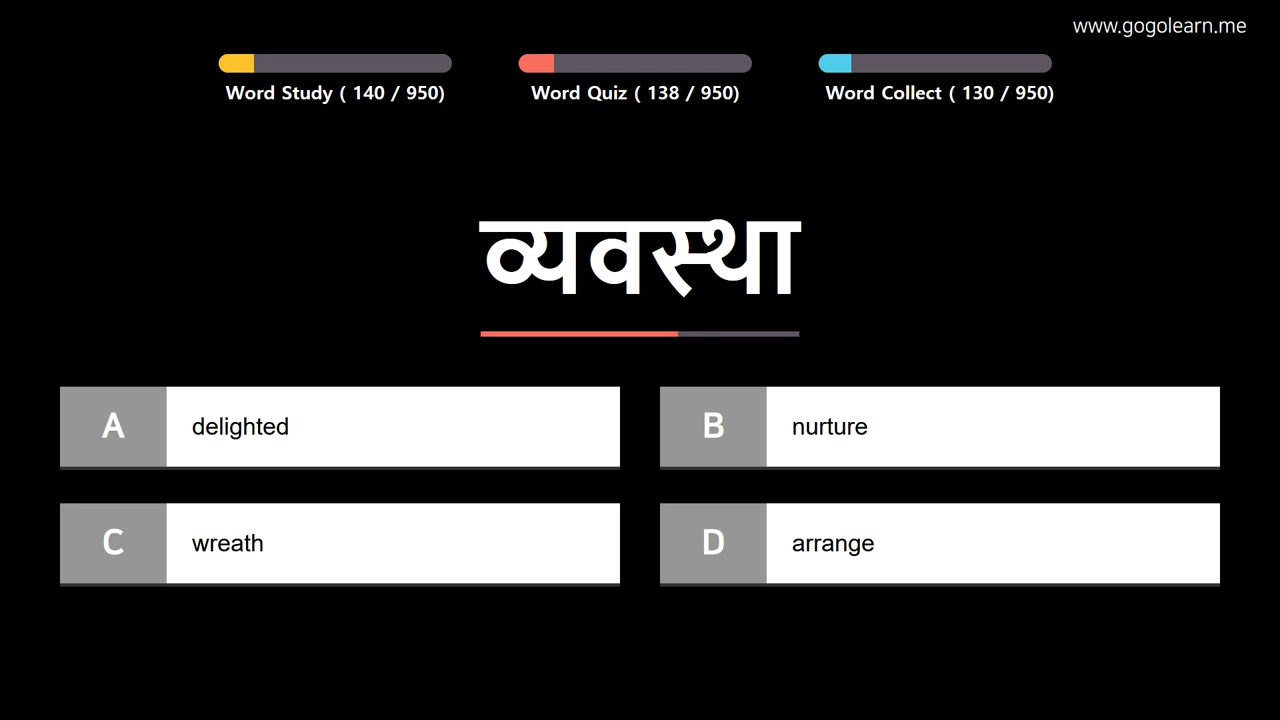 www.gogolearn.me
Word Study ( 140 / 950)
Word Quiz ( 138 / 950)
Word Collect ( 130 / 950)
व्यवस्था
A delighted
B nurture
C wreath
D arrange